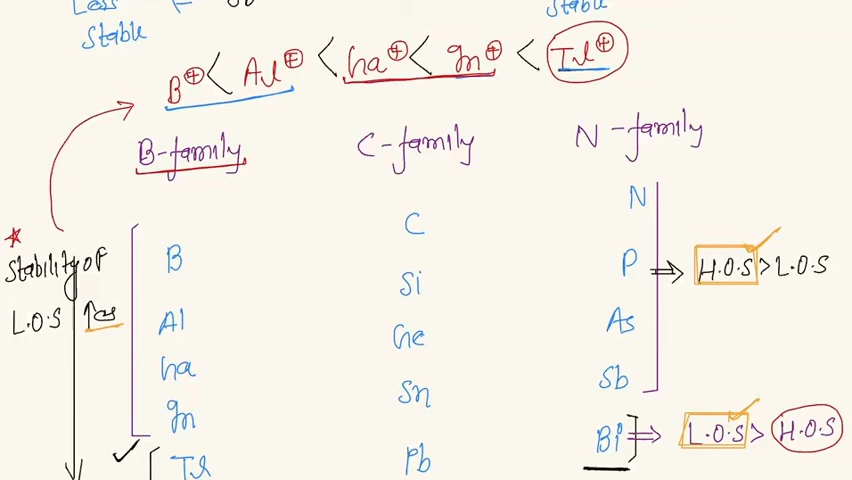 Less
Stable
Stable
B⊕ < Al⊕ < Ga⊕ < In⊕ < Tl⊕
B-family C-family N-family
N
C
Stability of B P ⇒ H.O.S > L.O.S
Si
L.O.S ↑es Al As
Ga Ge
Sn Sb
In
Bi ⇒ L.O.S > H.O.S
Tl Pb